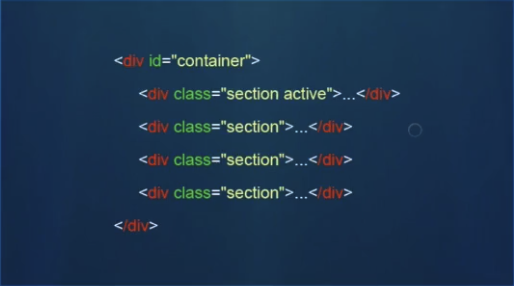 <div id="container">
<div class="section active">...</div>
<div class="section">...</div>
<div class="section">...</div>
<div class="section">...</div>
</div>